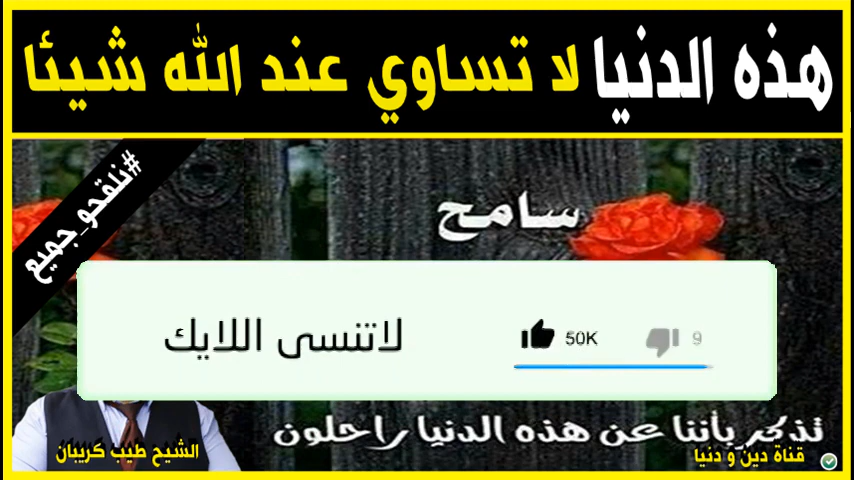 هذه الدنيا لا تساوي عند الله شيئا
#نلقحو_جميع
سامح
لاتنسى اللايك
50K
9
تذكر بأننا عن هذه الدنيا راحلون
الشيح طيب كريبان
قناة دين و دنيا